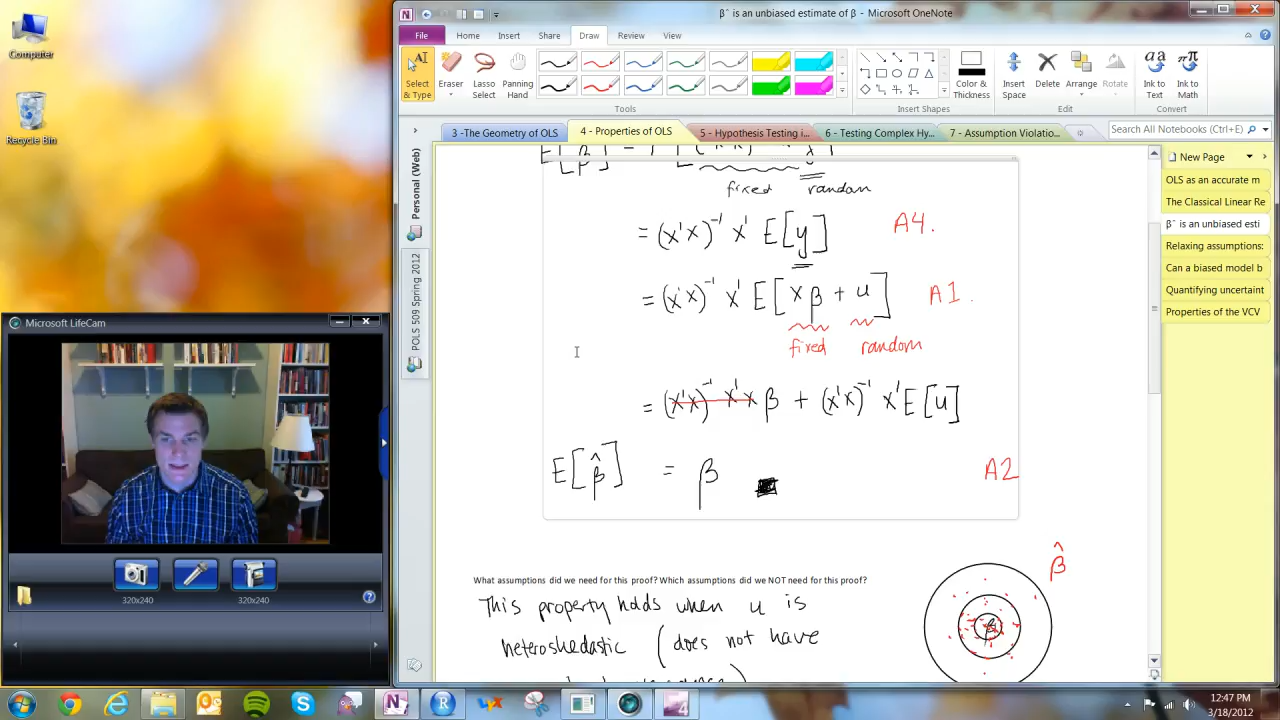 Computer
Recycle Bin
β^ is an unbiased estimate of β - Microsoft OneNote
File Home Insert Share Draw Review View
Select & Type
Eraser
Lasso Select
Panning Hand
Color & Thickness
Insert Space
Delete
Arrange
Rotate
Ink to Text
Ink to Math
Tools
Insert Shapes
Edit
Convert
3 -The Geometry of OLS
4 - Properties of OLS
5 - Hypothesis Testing i...
6 - Testing Complex Hy...
7 - Assumption Violatio...
Search All Notebooks (Ctrl+E)
Personal (Web)
POLS 509 Spring 2012
New Page
OLS as an accurate m
The Classical Linear Re
β^ is an unbiased esti
Relaxing assumptions:
Can a biased model b
Quantifying uncertaint
Properties of the VCV
fixed random
= (x'x)⁻¹ x' E[y] A4.
= (x'x)⁻¹ x' E[xβ + u] A1.
fixed random
= (x'x)⁻¹ x'x β + (x'x)⁻¹ x' E[u]
E[β̂] = β A2
What assumptions did we need for this proof? Which assumptions did we NOT need for this proof?
This property holds when u is
heteroshedastic (does not have
β̂
β
Microsoft LifeCam
320x240
320x240
12:47 PM
3/18/2012